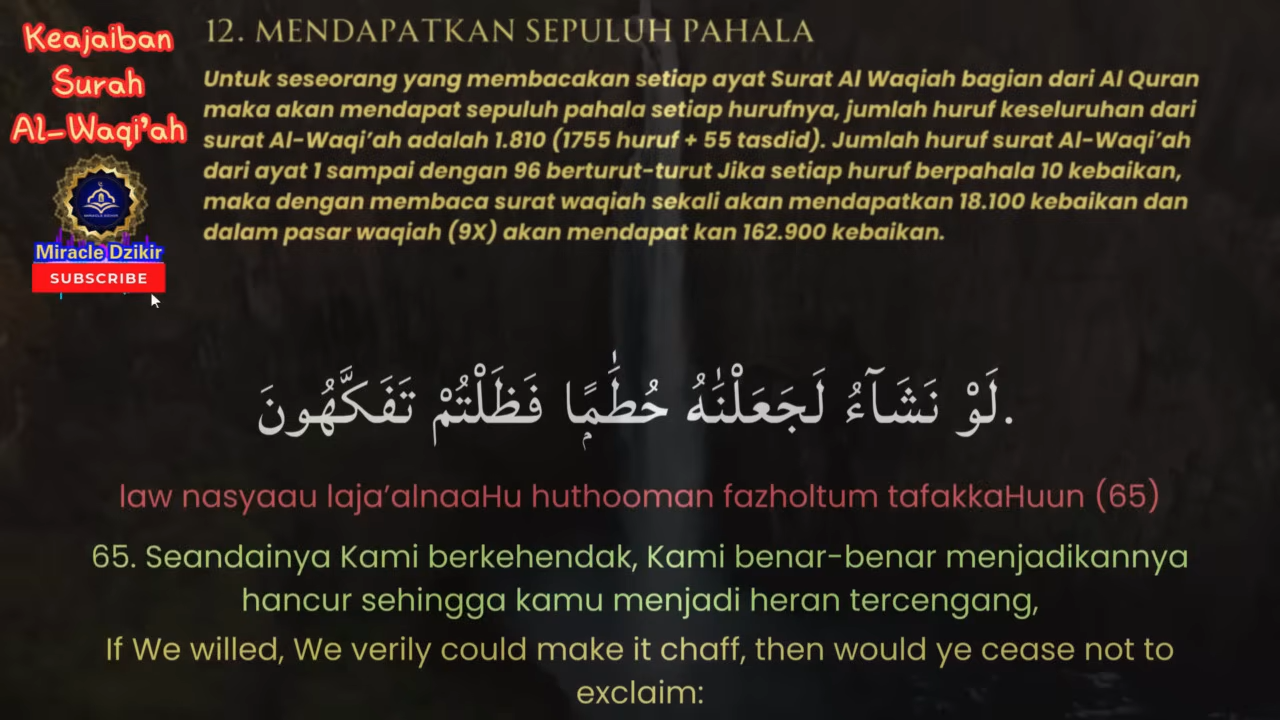 Keajaiban
Surah
Al-Waqi'ah
Miracle Dzikir
SUBSCRIBE
12. MENDAPATKAN SEPULUH PAHALA
Untuk seseorang yang membacakan setiap ayat Surat Al Waqiah bagian dari Al Quran
maka akan mendapat sepuluh pahala setiap hurufnya, jumlah huruf keseluruhan dari
surat Al-Waqi’ah adalah 1.810 (1755 huruf + 55 tasdid). Jumlah huruf surat Al-Waqi’ah
dari ayat 1 sampai dengan 96 berturut-turut Jika setiap huruf berpahala 10 kebaikan,
maka dengan membaca surat waqiah sekali akan mendapatkan 18.100 kebaikan dan
dalam pasar waqiah (9X) akan mendapat kan 162.900 kebaikan.
لَوْ نَشَآءُ لَجَعَلْنَٰهُ حُطَٰمًۭا فَظَلْتُمْ تَفَكَّهُونَ.
law nasyaau laja’alnaaHu huthooman fazholtum tafakkaHuun (65)
65. Seandainya Kami berkehendak, Kami benar-benar menjadikannya
hancur sehingga kamu menjadi heran tercengang,
If We willed, We verily could make it chaff, then would ye cease not to
exclaim: